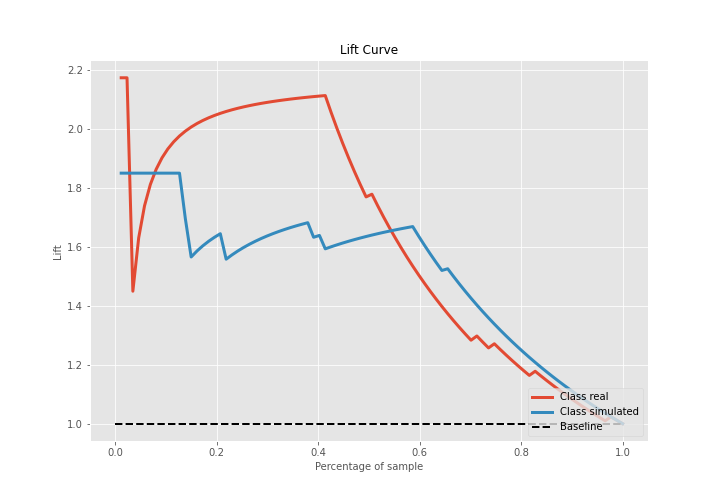 Lift Curve
2.2
2.0
1.8
1.6
1.4
1.2
1.0
Lift
0.0
0.2
0.4
0.6
0.8
1.0
Percentage of sample
Class real
Class simulated
Baseline